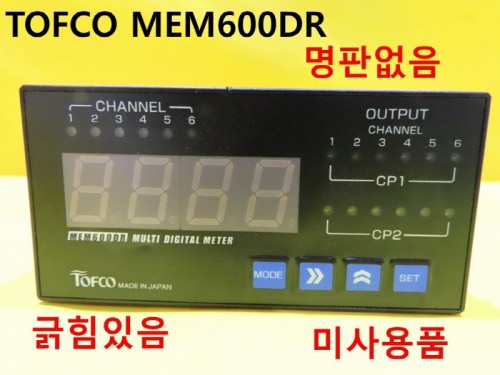 TOFCO MEM600DR
명판없음
CHANNEL
1 2 3 4 5 6
OUTPUT
CHANNEL
1 2 3 4 5 6
CP1
CP2
MEM600DR MULTI DIGITAL METER
TOFCO MADE IN JAPAN
MODE
SET
긁힘있음
미사용품